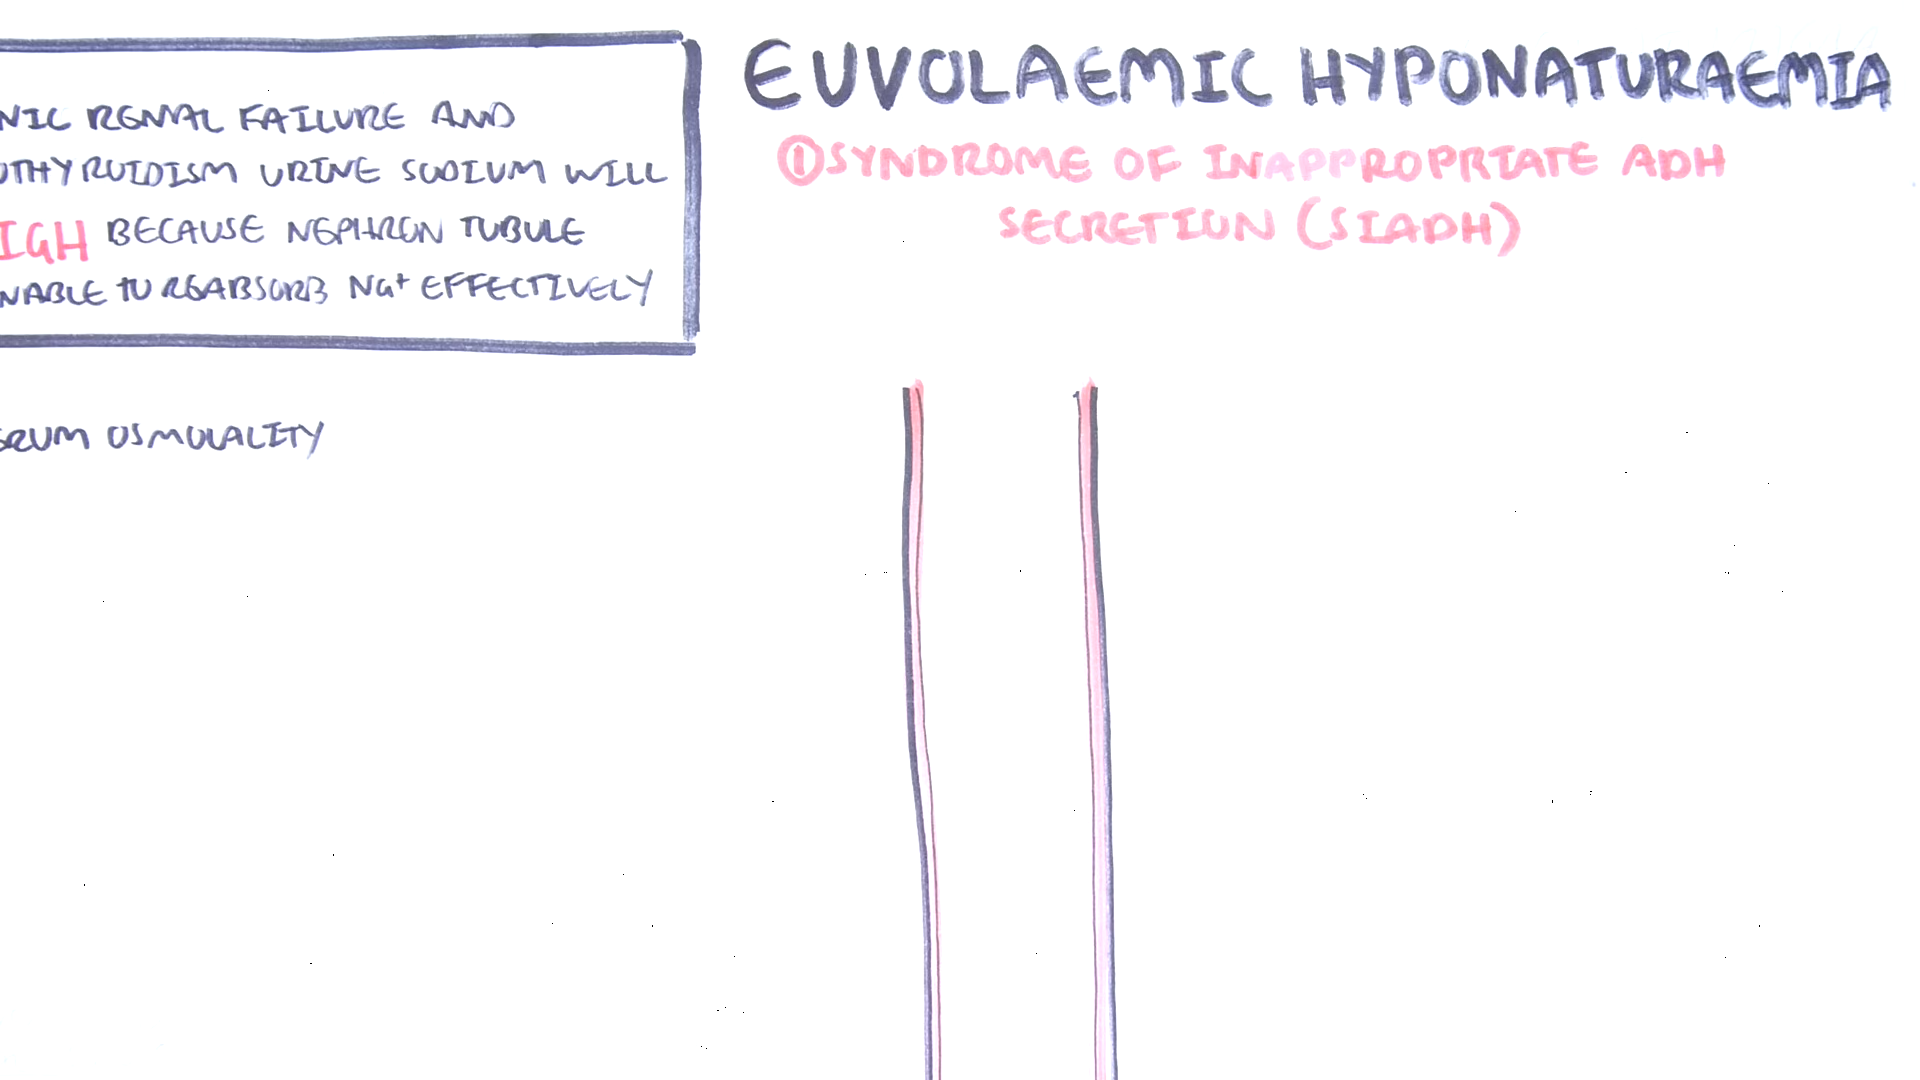 NIC RENAL FAILURE AND
OTHYROIDISM URINE SODIUM WILL
IGH BECAUSE NEPHRON TUBULE
NABLE TO REABSORB Na+ EFFECTIVELY
ERUM OSMOLALITY
EUVOLAEMIC HYPONATURAEMIA
①SYNDROME OF INAPPROPRIATE ADH
SECRETION (SIADH)